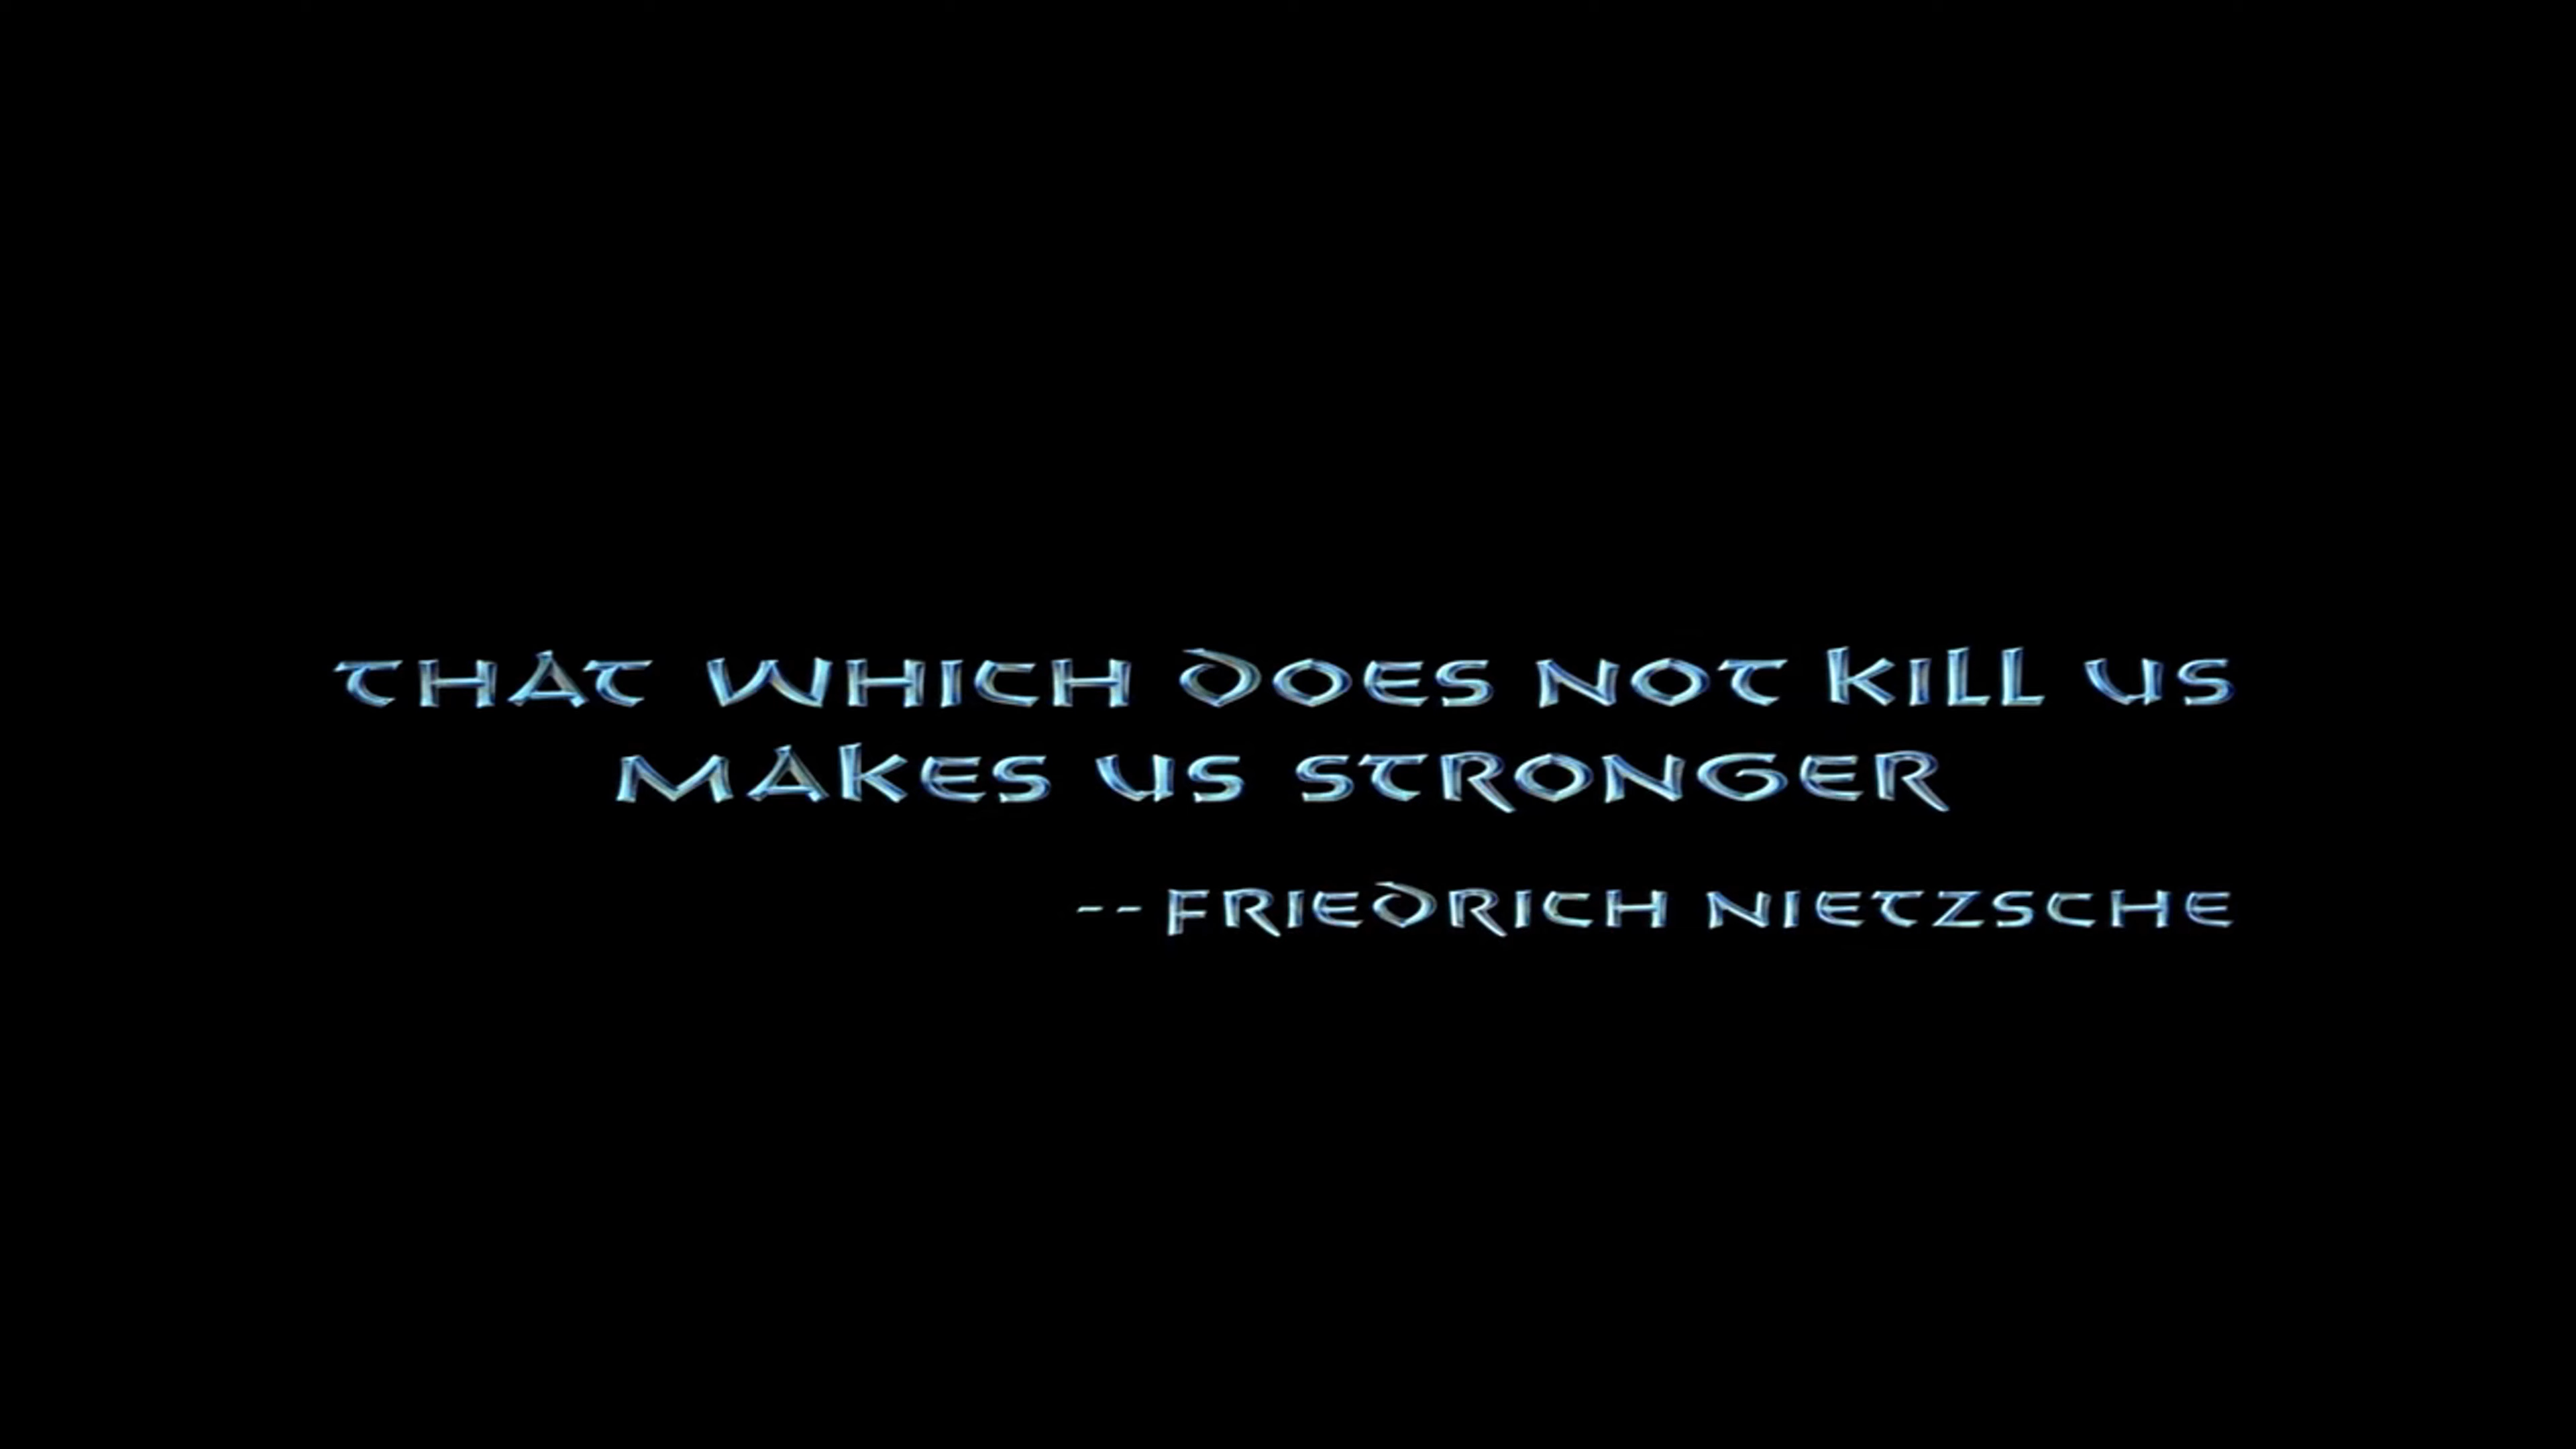 THAT WHICH DOES NOT KILL US
MAKES US STRONGER
--FRIEDRICH NIETZSCHE